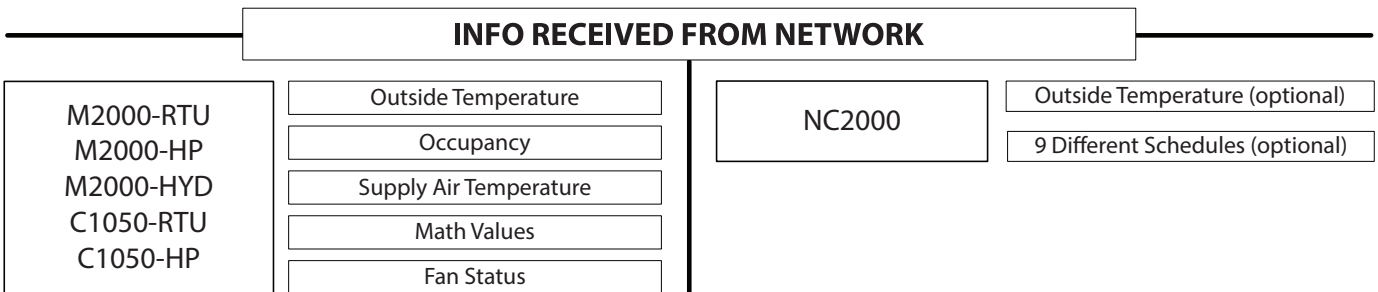 INFO RECEIVED FROM NETWORK
M2000-RTU
M2000-HP
M2000-HYD
C1050-RTU
C1050-HP
Outside Temperature
Occupancy
Supply Air Temperature
Math Values
Fan Status
NC2000
Outside Temperature (optional)
9 Different Schedules (optional)